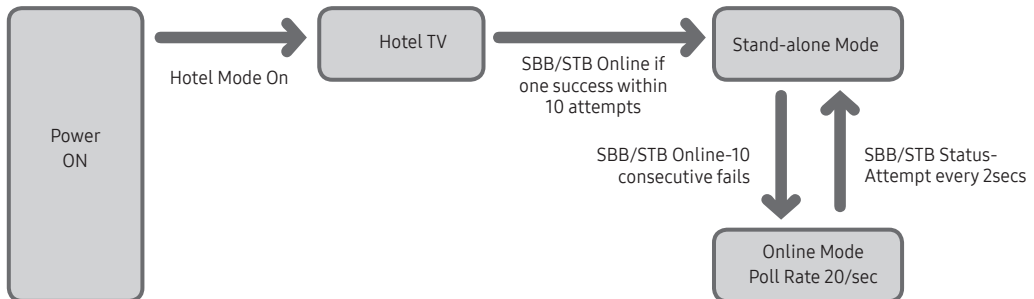 Power
ON
Hotel Mode On
Hotel TV
SBB/STB Online if
one success within
10 attempts
Stand-alone Mode
SBB/STB Online-10
consecutive fails
SBB/STB Status-
Attempt every 2secs
Online Mode
Poll Rate 20/sec